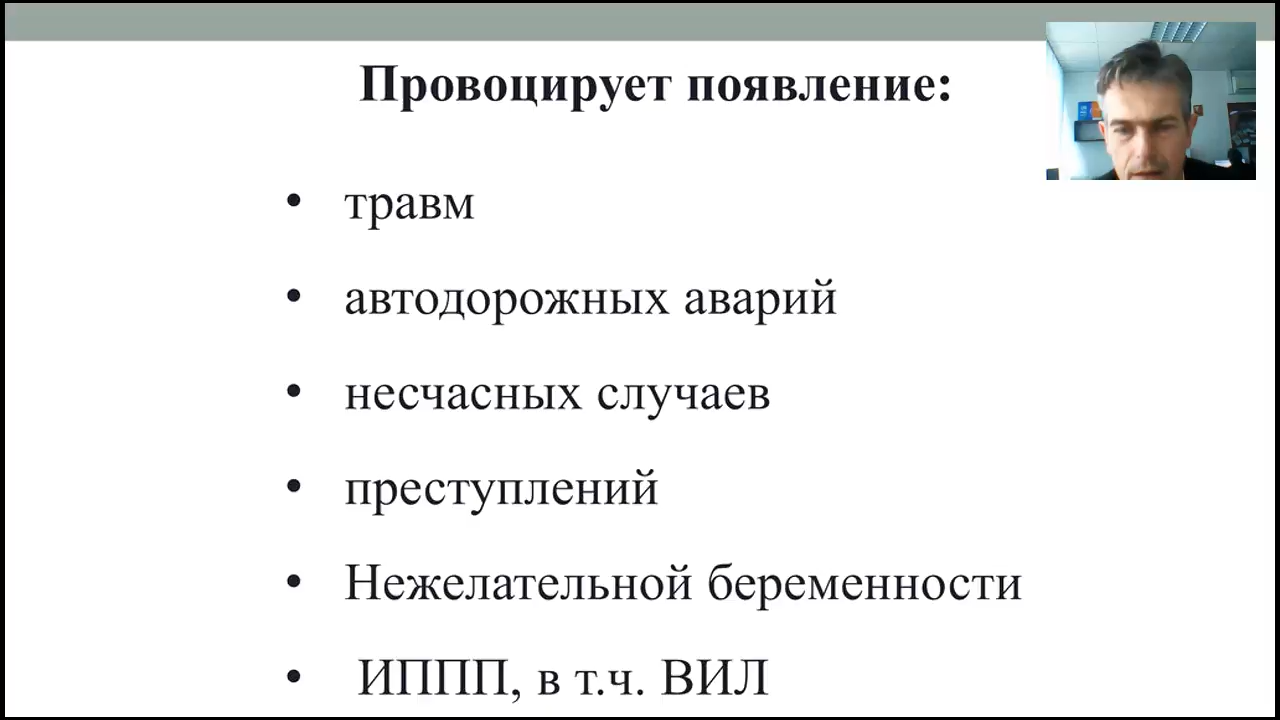 Провоцирует появление:
• травм
• автодорожных аварий
• несчасных случаев
• преступлений
• Нежелательной беременности
• ИППП, в т.ч. ВИЛ